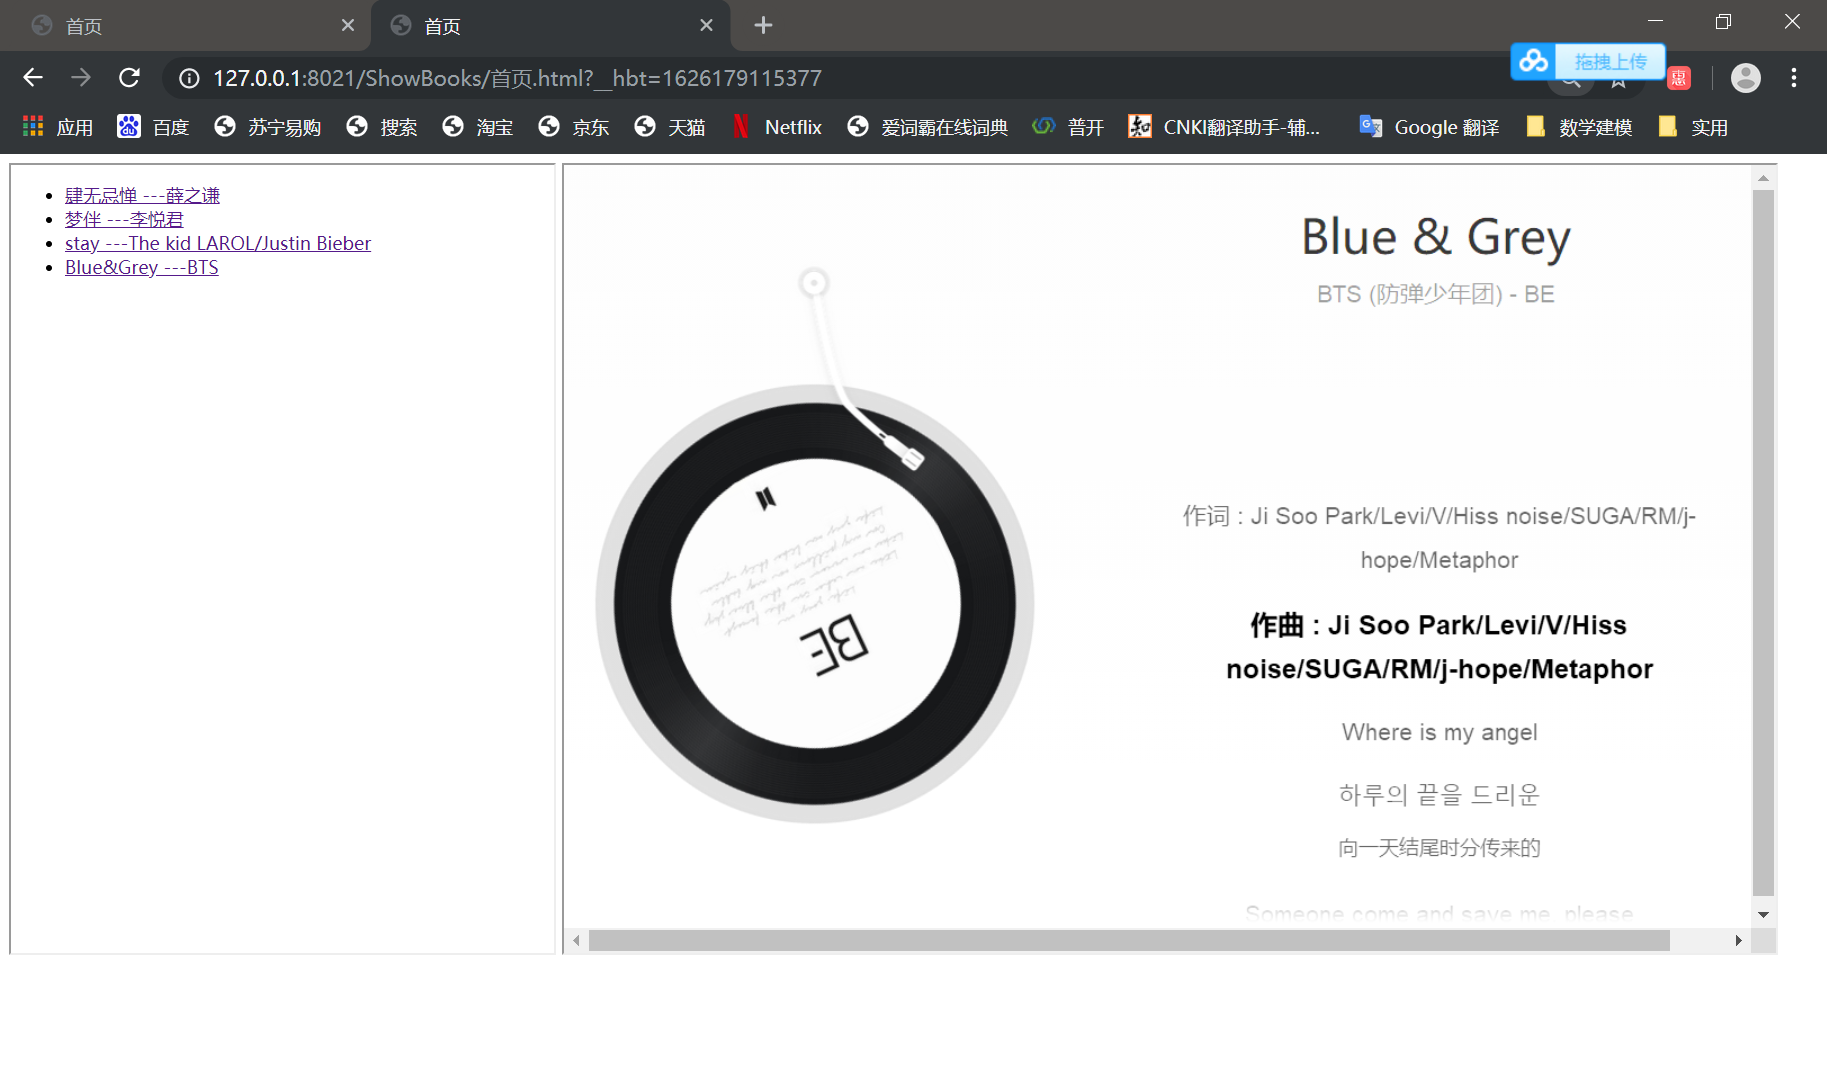 首页
首页
127.0.0.1:8021/ShowBooks/首页.html?__hbt=1626179115377
拖拽上传
惠
应用
百度
苏宁易购
搜索
淘宝
京东
天猫
Netflix
爱词霸在线词典
普开
CNKI翻译助手-辅...
Google 翻译
数学建模
实用
肆无忌惮 ---薛之谦
梦伴 ---李悦君
stay ---The kid LAROL/Justin Bieber
Blue&Grey ---BTS
Blue & Grey
BTS (防弹少年团) - BE
BE
作词 : Ji Soo Park/Levi/V/Hiss noise/SUGA/RM/j-
hope/Metaphor
作曲 : Ji Soo Park/Levi/V/Hiss
noise/SUGA/RM/j-hope/Metaphor
Where is my angel
하루의 끝을 드리운
向一天结尾时分传来的
Someone come and save me, please